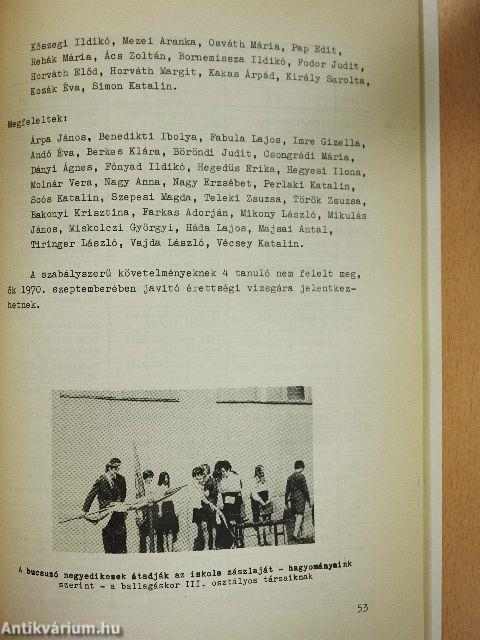 Kőszegi Ildikó, Mezei Aranka, Osváth Mária, Pap Edit,
Rehák Mária, Ács Zoltán, Bornemissza Ildikó, Fodor Judit,
Horváth Előd, Horváth Margit, Kakas Árpád, Király Sarolta,
Kozák Éva, Simon Katalin.
Megfeleltek:
Árpa János, Benedikti Ibolya, Fabula Lajos, Imre Gizella,
Andó Éva, Berkes Klára, Böröndi Judit, Csongrádi Mária,
Dányi Ágnes, Fónyad Ildikó, Hegedüs Erika, Hegyesi Ilona,
Molnár Vera, Nagy Anna, Nagy Erzsébet, Perlaki Katalin,
Soós Katalin, Szepesi Magda, Teleki Zsuzsa, Török Zsuzsa,
Bakonyi Krisztina, Farkas Adorján, Mikony László, Mikulás
János, Miskolczi Györgyi, Háda Lajos, Majsai Antal,
Tiringer László, Vajda László, Vécsey Katalin.
A szabályszerű követelményeknek 4 tanuló nem felelt meg,
ők 1970. szeptemberében javitó érettségi vizsgára jelentkez-
hetnek.
A bucsuzó negyedikesek átadják az iskola zászlaját - hagyományaink
szerint - a ballagáskor III. osztályos társaiknak
53
Antikvárium.hu